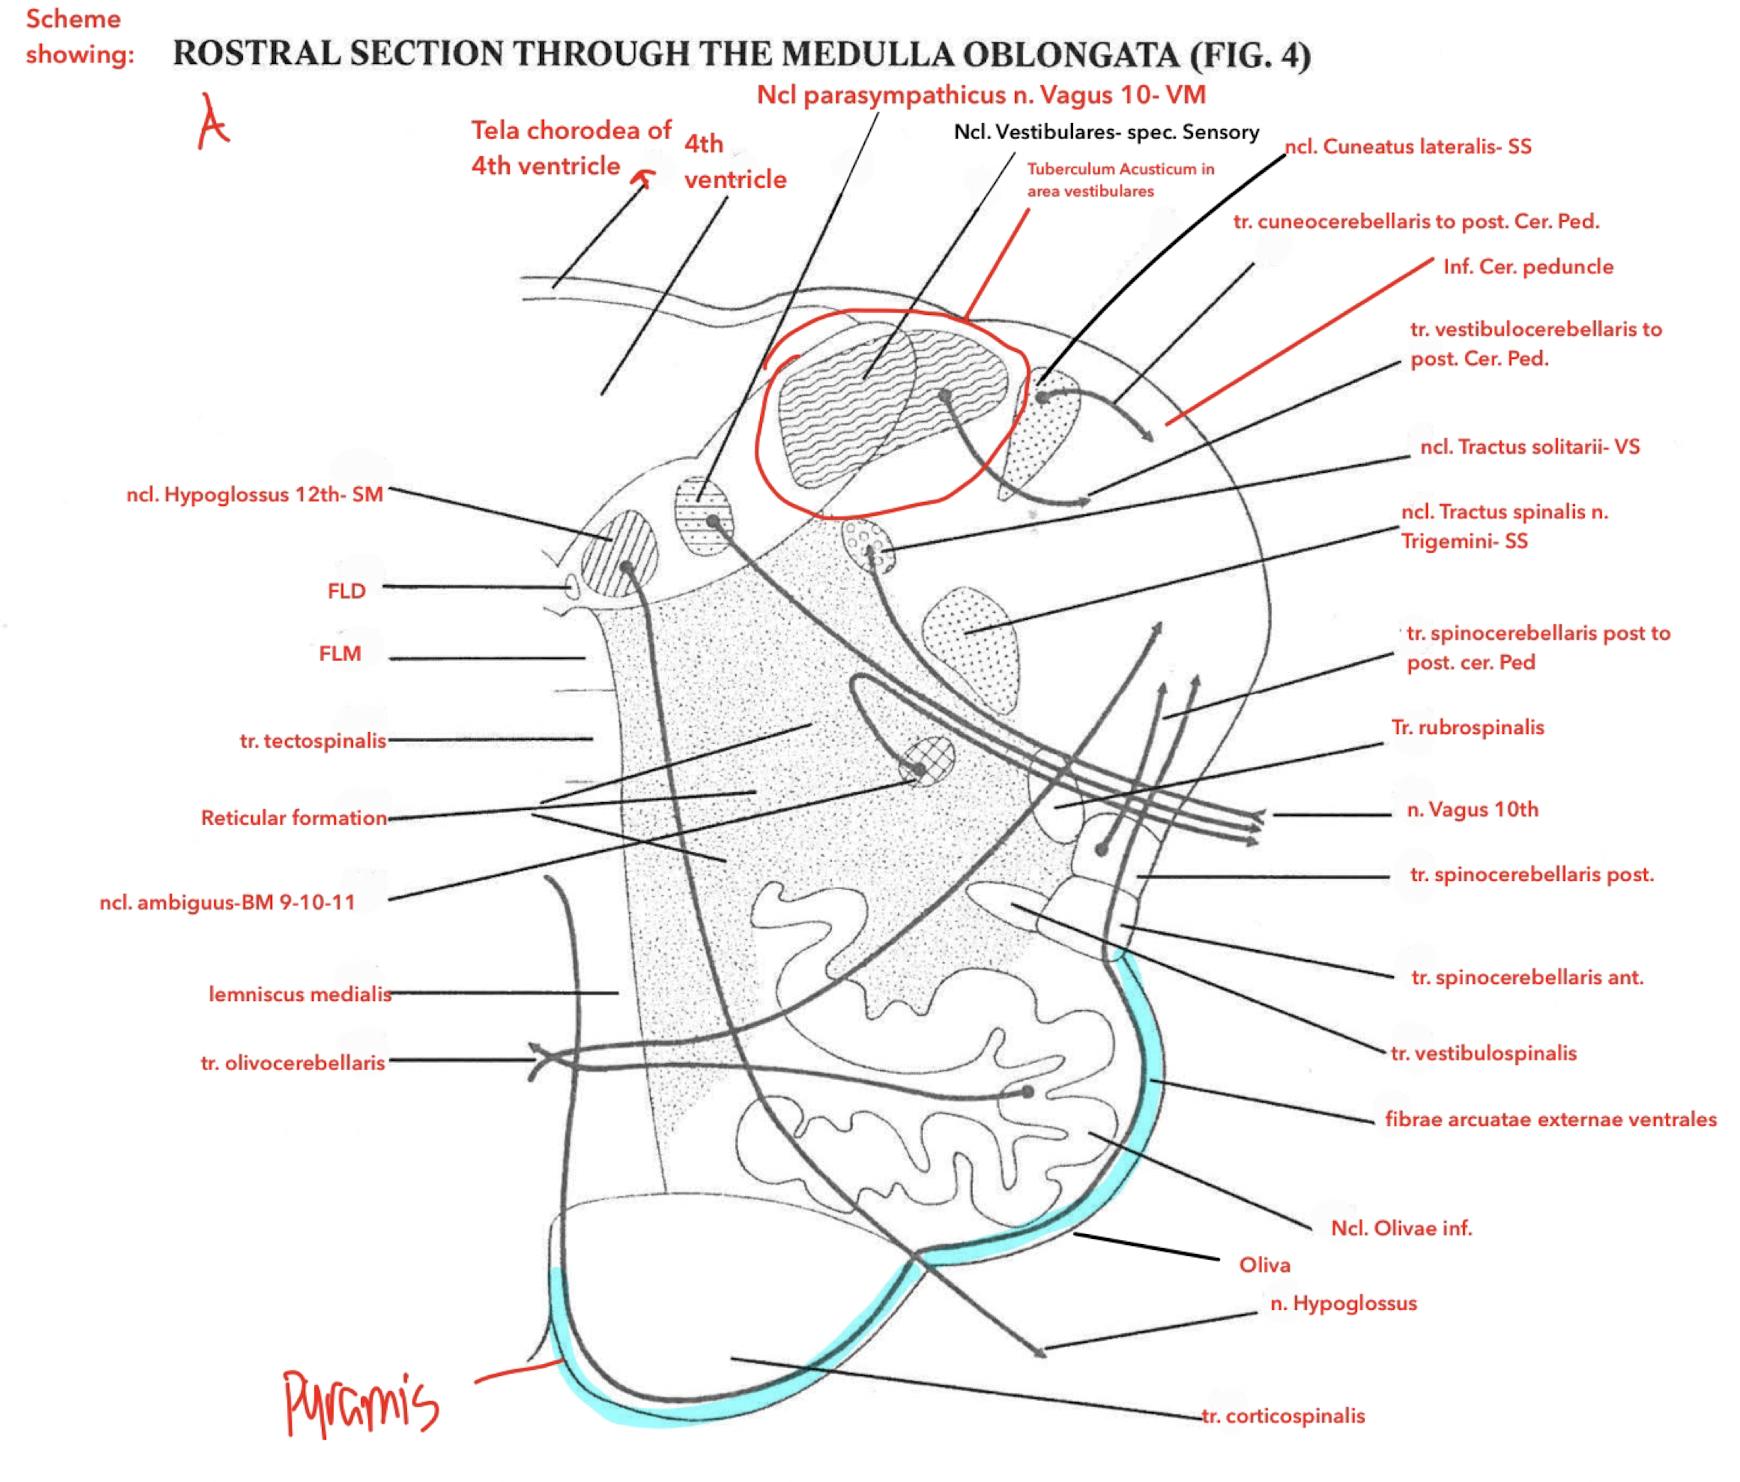 Scheme
showing:
ROSTRAL SECTION THROUGH THE MEDULLA OBLONGATA (FIG. 4)
A
Ncl parasympathicus n. Vagus 10- VM
Tela chorodea of
4th ventricle
4th
ventricle
Ncl. Vestibulares- spec. Sensory
Tuberculum Acusticum in
area vestibulares
ncl. Cuneatus lateralis- SS
tr. cuneocerebellaris to post. Cer. Ped.
Inf. Cer. peduncle
tr. vestibulocerebellaris to
post. Cer. Ped.
ncl. Tractus solitarii- VS
ncl. Tractus spinalis n.
Trigemini- SS
tr. spinocerebellaris post to
post. cer. Ped
Tr. rubrospinalis
n. Vagus 10th
tr. spinocerebellaris post.
tr. spinocerebellaris ant.
tr. vestibulospinalis
fibrae arcuatae externae ventrales
Ncl. Olivae inf.
Oliva
n. Hypoglossus
tr. corticospinalis
ncl. Hypoglossus 12th- SM
FLD
FLM
tr. tectospinalis
Reticular formation
ncl. ambiguus-BM 9-10-11
lemniscus medialis
tr. olivocerebellaris
Pyramis